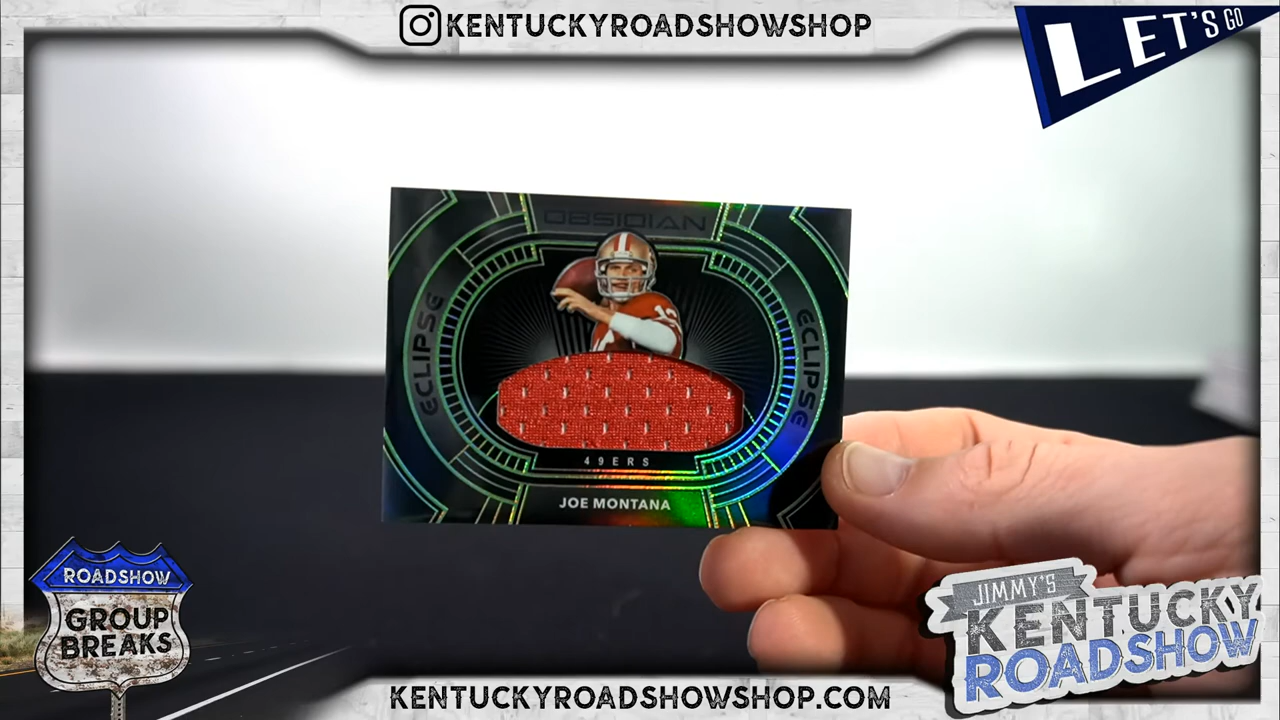 KENTUCKYROADSHOWSHOP
LET'S GO
OBSIDIAN
ECLIPSE
ECLIPSE
49ERS
JOE MONTANA
ROADSHOW
GROUP
BREAKS
JIMMY'S
KENTUCKY
ROADSHOW
KENTUCKYROADSHOWSHOP.COM